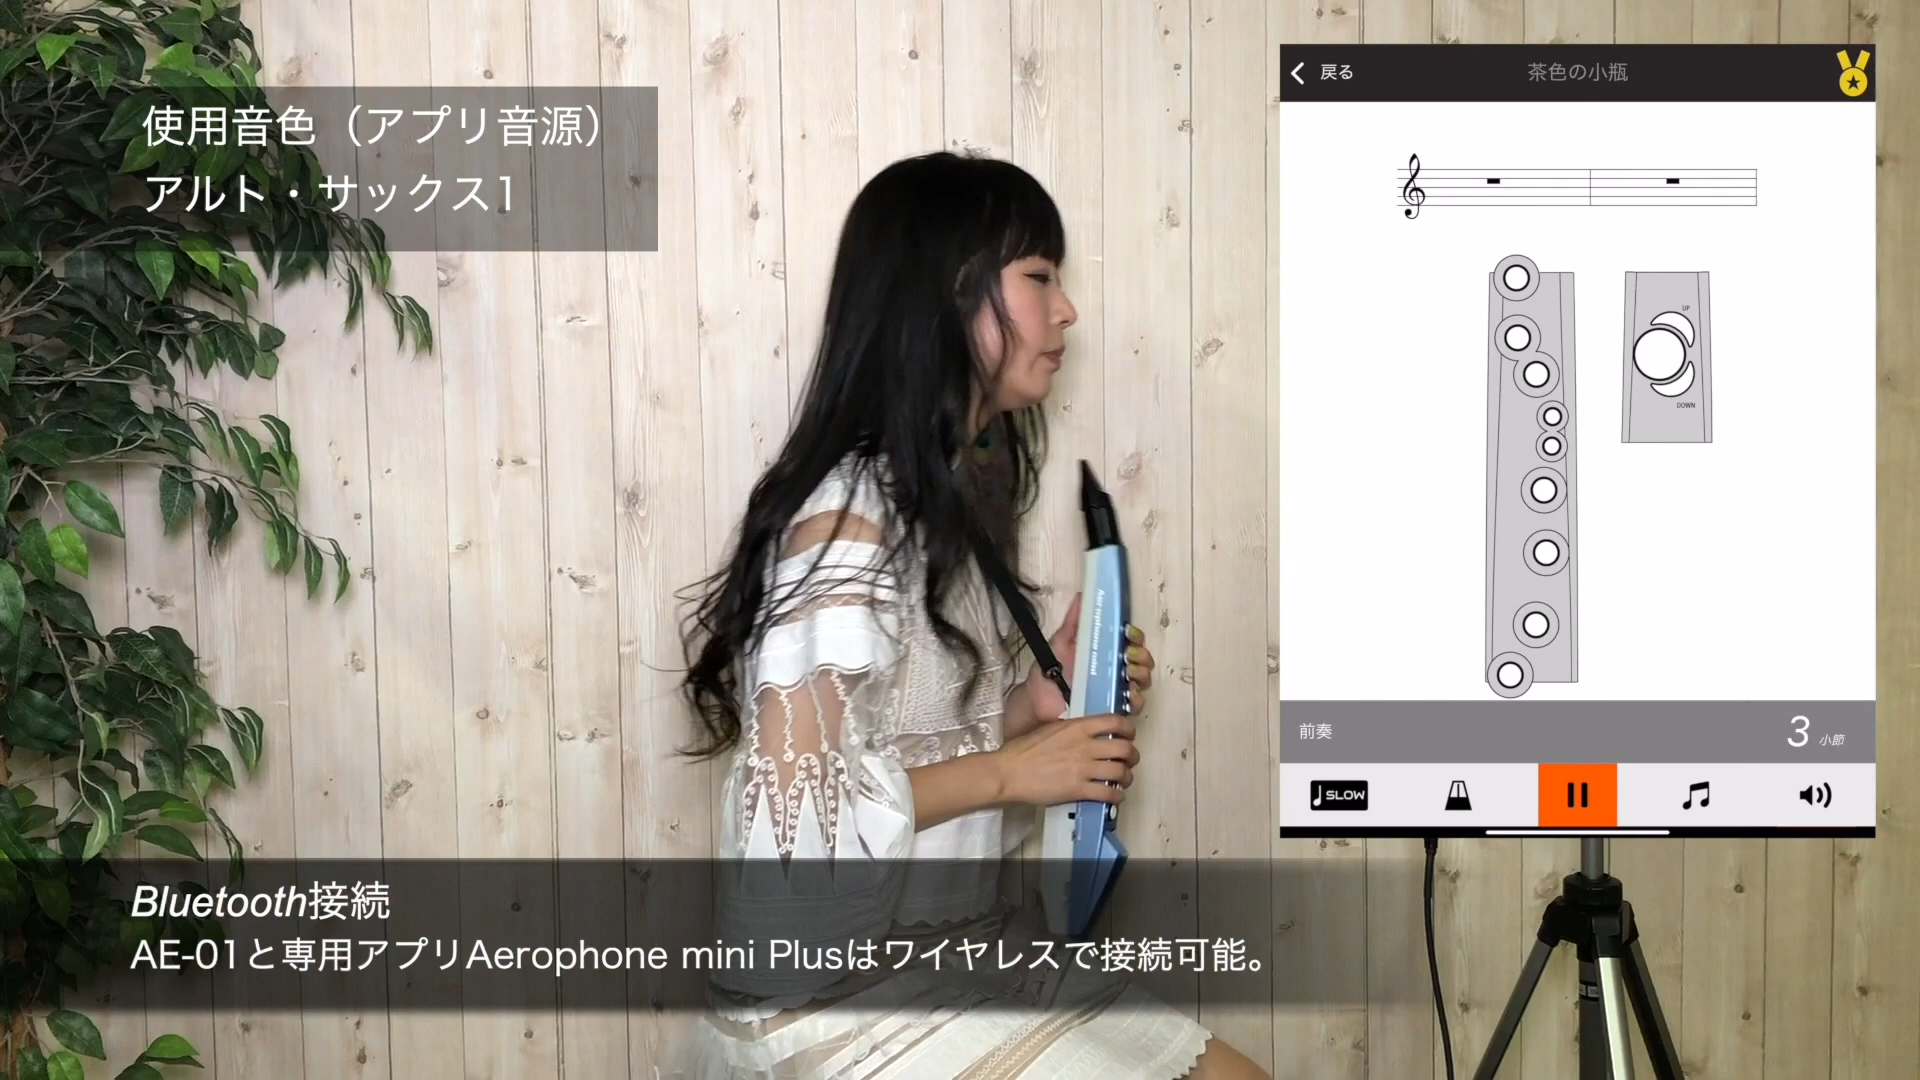 使用音色（アプリ音源）
アルト・サックス1
戻る
茶色の小瓶
UP
DOWN
前奏
3 小節
SLOW
Aerophone mini
Bluetooth接続
AE-01と専用アプリAerophone mini Plusはワイヤレスで接続可能。